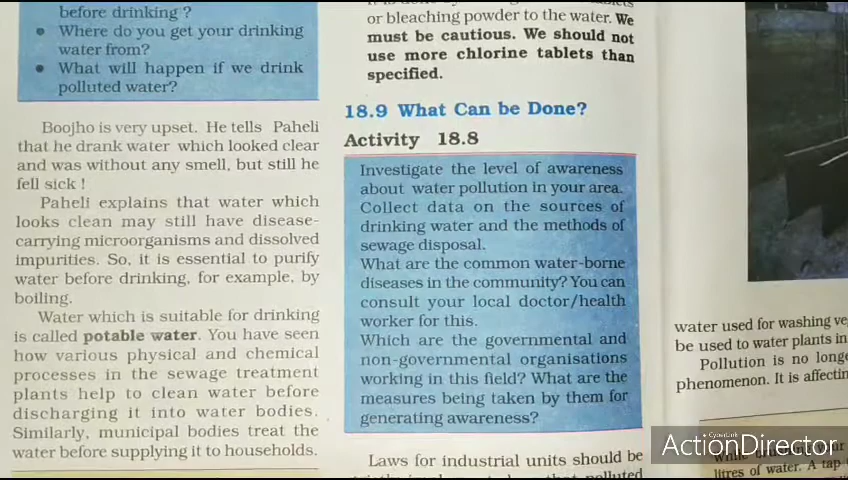 before drinking ?
• Where do you get your drinking
water from?
• What will happen if we drink
polluted water?
Boojho is very upset. He tells Paheli
that he drank water which looked clear
and was without any smell, but still he
fell sick !
Paheli explains that water which
looks clean may still have disease-
carrying microorganisms and dissolved
impurities. So, it is essential to purify
water before drinking, for example, by
boiling.
Water which is suitable for drinking
is called potable water. You have seen
how various physical and chemical
processes in the sewage treatment
plants help to clean water before
discharging it into water bodies.
Similarly, municipal bodies treat the
water before supplying it to households.
or bleaching powder to the water. We
must be cautious. We should not
use more chlorine tablets than
specified.
18.9 What Can be Done?
Activity 18.8
Investigate the level of awareness
about water pollution in your area.
Collect data on the sources of
drinking water and the methods of
sewage disposal.
What are the common water-borne
diseases in the community? You can
consult your local doctor/health
worker for this.
Which are the governmental and
non-governmental organisations
working in this field? What are the
measures being taken by them for
generating awareness?
Laws for industrial units should be
polluted
water used for washing
be used to water plants in
Pollution is no
phenomenon. It is
litres of water. A tap
CyberLink
ActionDirector